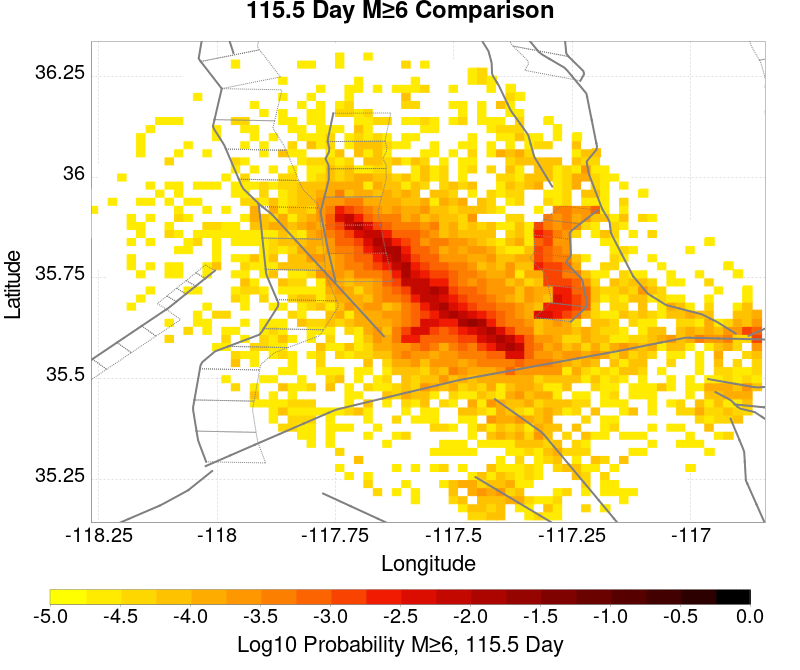 115.5 Day M≥6 Comparison
36.25
36
35.75
35.5
35.25
Latitude
-118.25 -118 -117.75 -117.5 -117.25 -117
Longitude
-5.0 -4.5 -4.0 -3.5 -3.0 -2.5 -2.0 -1.5 -1.0 -0.5 0.0
Log10 Probability M≥6, 115.5 Day